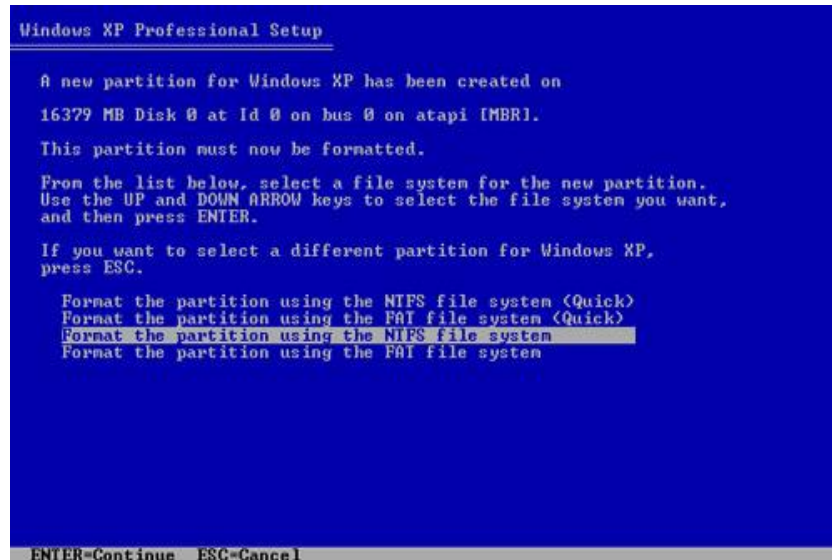 Windows XP Professional Setup
A new partition for Windows XP has been created on
16379 MB Disk 0 at Id 0 on bus 0 on atapi [MBR].
This partition must now be formatted.
From the list below, select a file system for the new partition.
Use the UP and DOWN ARROW keys to select the file system you want,
and then press ENTER.
If you want to select a different partition for Windows XP,
press ESC.
Format the partition using the NTFS file system (Quick)
Format the partition using the FAT file system (Quick)
Format the partition using the NTFS file system
Format the partition using the FAT file system
ENTER=Continue ESC=Cancel